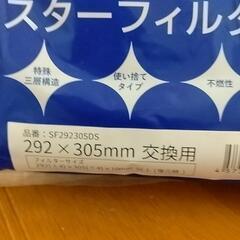 スターフィルタ
特殊
三層構造
使い捨て
タイプ
不燃性
品番：SF29230SDS
292×305mm 交換用
フィルターサイズ